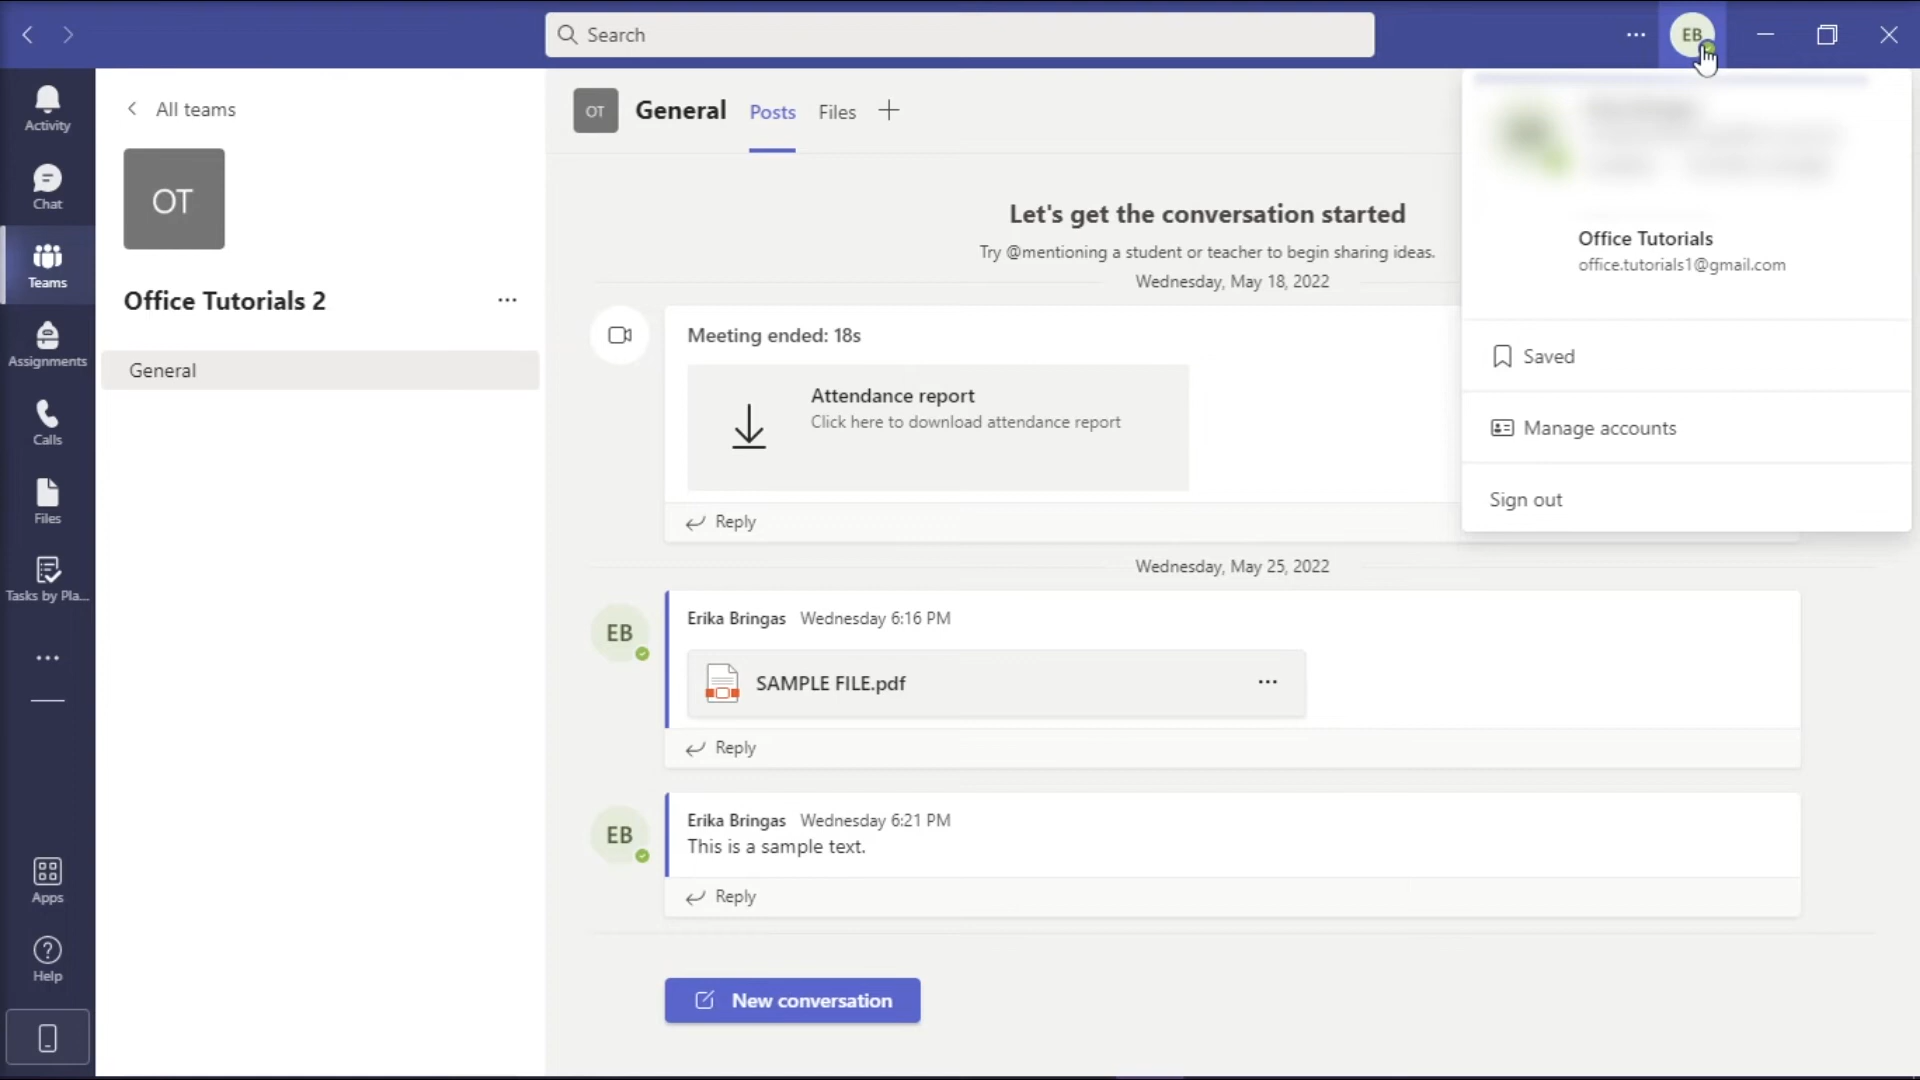 Search
EB
Activity
Chat
Teams
Assignments
Calls
Files
Tasks by Pla...
Apps
Help
All teams
OT
Office Tutorials 2
General
OT
General
Posts
Files
Let's get the conversation started
Try @mentioning a student or teacher to begin sharing ideas.
Wednesday, May 18, 2022
Meeting ended: 18s
Attendance report
Click here to download attendance report
Reply
Wednesday, May 25, 2022
EB
Erika Bringas Wednesday 6:16 PM
SAMPLE FILE.pdf
Reply
EB
Erika Bringas Wednesday 6:21 PM
This is a sample text.
Reply
New conversation
Office Tutorials
office.tutorials1@gmail.com
Saved
Manage accounts
Sign out